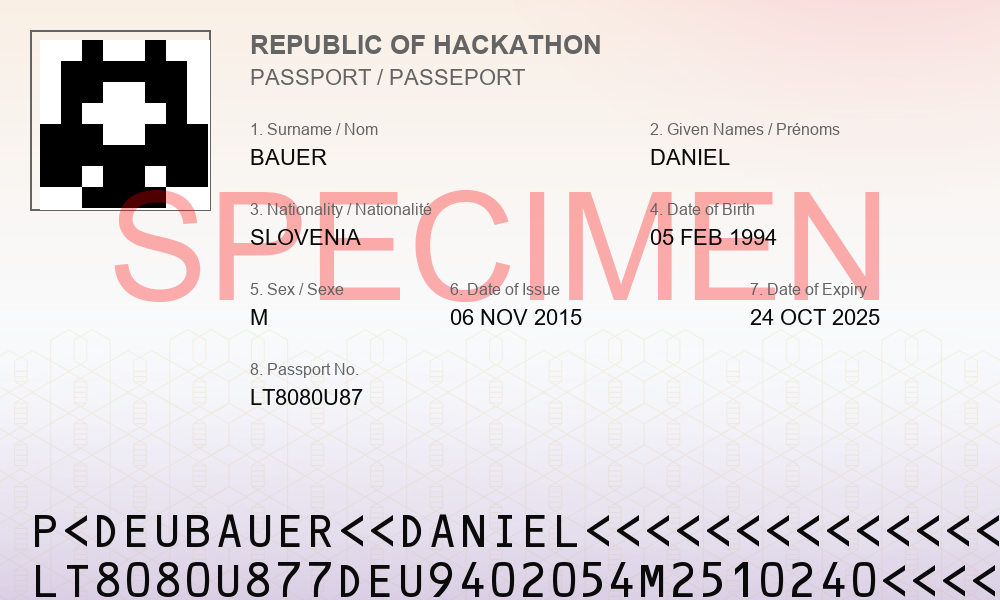 REPUBLIC OF HACKATHON
PASSPORT / PASSEPORT
1. Surname / Nom
2. Given Names / Prénoms
BAUER
DANIEL
SPECIMEN
3. Nationality / Nationalité
4. Date of Birth
SLOVENIA
05 FEB 1994
5. Sex / Sexe
6. Date of Issue
7. Date of Expiry
M
06 NOV 2015
24 OCT 2025
8. Passport No.
LT8080U87
P<DEUBAUER<<DANIEL<<<<<<<<<<<<<<
LT8080U877DEU9402054M2510240<<<<